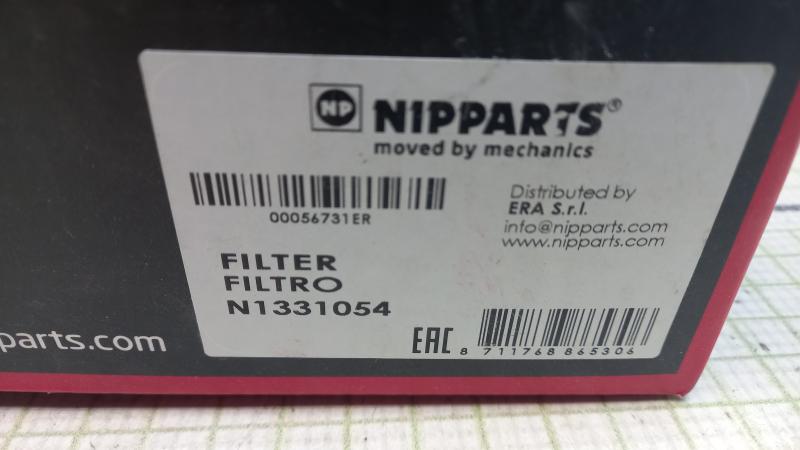 NP NIPPARTS®
moved by mechanics
00056731ER
Distributed by
ERA S.r.l.
info@nipparts.com
www.nipparts.com
FILTER
FILTRO
N1331054
EAC
8 711768 865306
parts.com